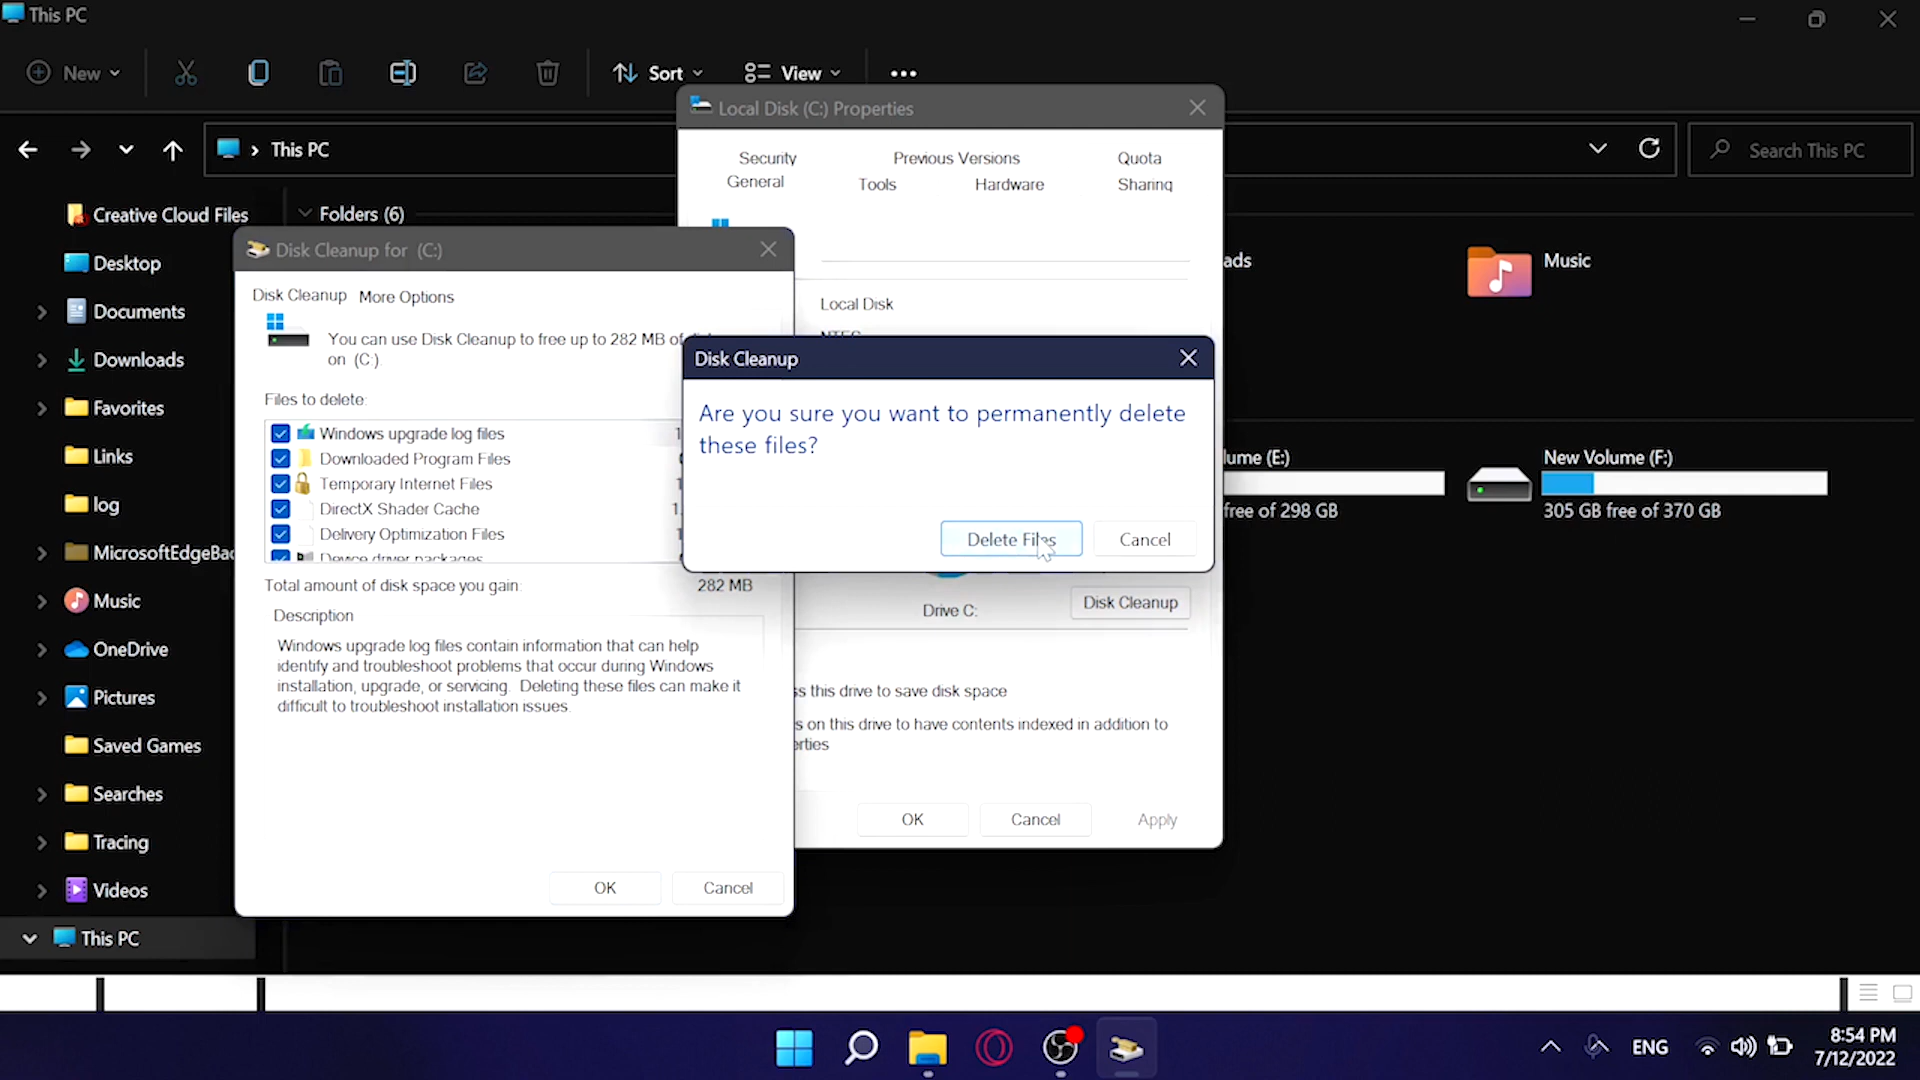 This PC
New
Sort
View
This PC
Search This PC
Creative Cloud Files
Desktop
Documents
Downloads
Favorites
Links
log
MicrosoftEdgeBac
Music
OneDrive
Pictures
Saved Games
Searches
Tracing
Videos
This PC
Folders (6)
ads
Music
lume (E:)
free of 298 GB
New Volume (F:)
305 GB free of 370 GB
Local Disk (C:) Properties
Security
Previous Versions
Quota
General
Tools
Hardware
Sharing
Local Disk
Drive C:
Disk Cleanup
ss this drive to save disk space
s on this drive to have contents indexed in addition to
erties
OK
Cancel
Apply
Disk Cleanup for (C:)
Disk Cleanup
More Options
You can use Disk Cleanup to free up to 282 MB of
on (C:).
Files to delete:
Windows upgrade log files
Downloaded Program Files
Temporary Internet Files
DirectX Shader Cache
Delivery Optimization Files
Device driver packages
Total amount of disk space you gain:
282 MB
Description
Windows upgrade log files contain information that can help
identify and troubleshoot problems that occur during Windows
installation, upgrade, or servicing. Deleting these files can make it
difficult to troubleshoot installation issues.
OK
Cancel
Disk Cleanup
Are you sure you want to permanently delete
these files?
Delete Files
Cancel
ENG
8:54 PM
7/12/2022